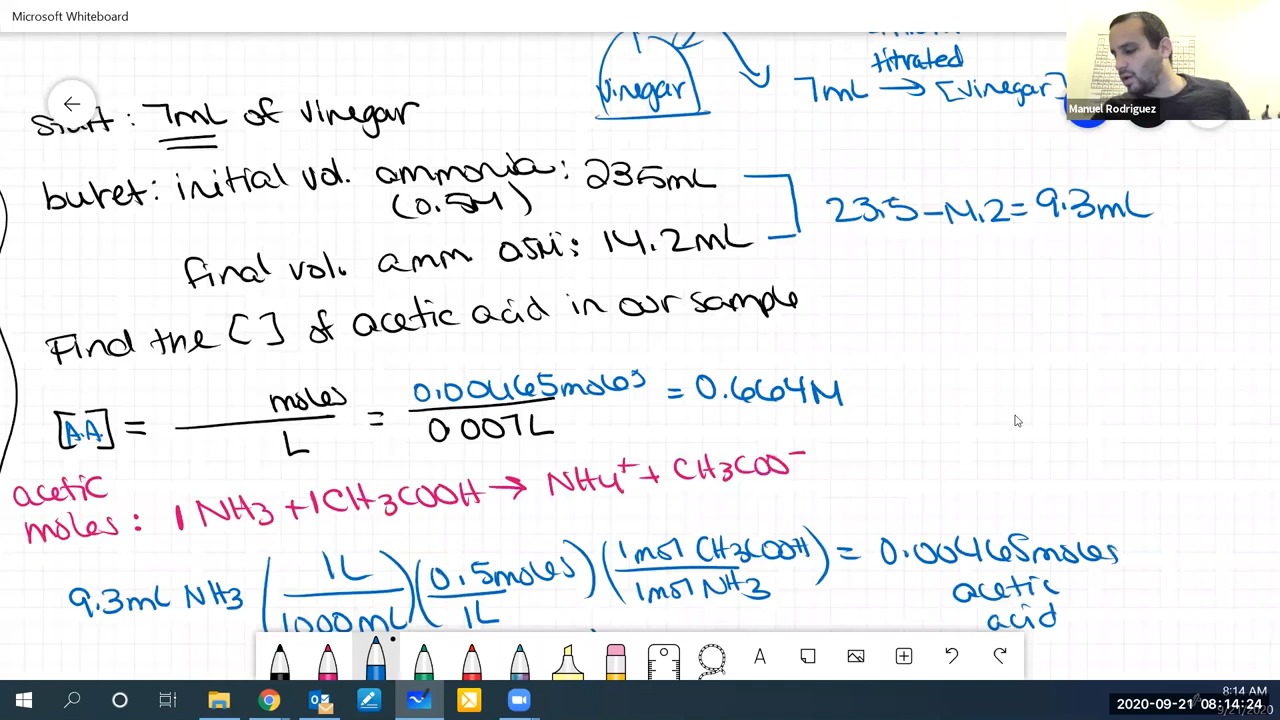 Microsoft Whiteboard
titrated
vinegar
7mL → [vinegar]
Manuel Rodriguez
start: 7mL of vinegar
buret: initial vol. ammonia: 23.5mL
(0.5M)
23.5-14.2=9.3mL
final vol. amm 0.5M: 14.2mL
Find the [ ] of acetic acid in our sample
[A.A] = moles / L = 0.00465moles / 0.007L = 0.664M
acetic
moles: 1 NH3 + 1CH3COOH → NH4+ + CH3COO-
9.3mL NH3 (1L / 1000mL)(0.5moles / 1L)(1mol CH3COOH / 1mol NH3) = 0.00465moles
acetic
acid
A
8:14 AM
2020-09-21 08:14:24